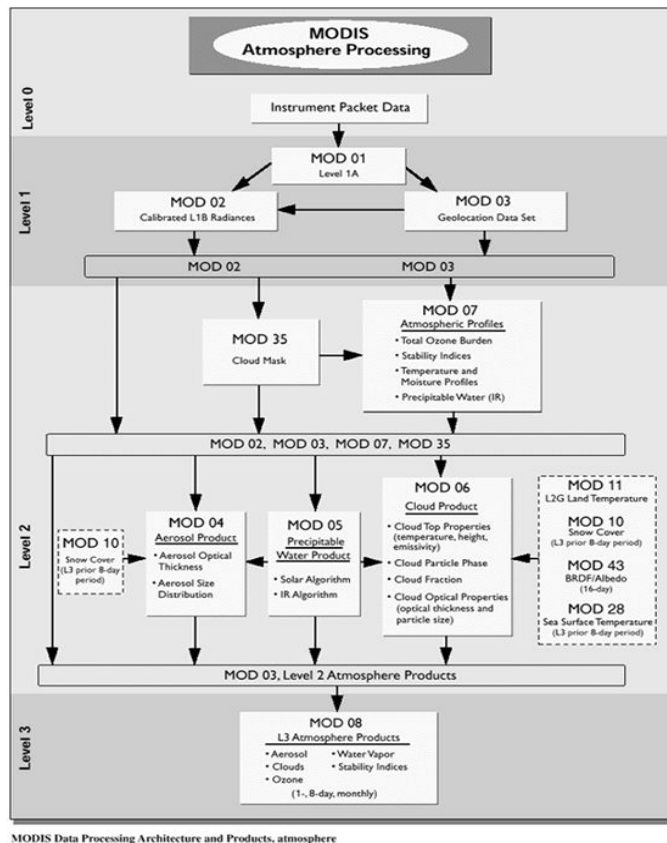 MODIS
Atmosphere Processing
Level 0
Instrument Packet Data
Level 1
MOD 01
Level 1A
MOD 02
Calibrated L1B Radiances
MOD 03
Geolocation Data Set
MOD 02
MOD 03
Level 2
MOD 35
Cloud Mask
MOD 07
Atmospheric Profiles
• Total Ozone Burden
• Stability Indices
• Temperature and
Moisture Profiles
• Precipitable Water (IR)
MOD 02, MOD 03, MOD 07, MOD 35
MOD 10
Snow Cover
(L3 prior 8-day
period)
MOD 04
Aerosol Product
• Aerosol Optical
Thickness
• Aerosol Size
Distribution
MOD 05
Precipitable
Water Product
• Solar Algorithm
• IR Algorithm
MOD 06
Cloud Product
• Cloud Top Properties
(temperature, height,
emissivity)
• Cloud Particle Phase
• Cloud Fraction
• Cloud Optical Properties
(optical thickness and
particle size)
MOD 11
L2G Land Temperature
MOD 10
Snow Cover
(L3 prior 8-day period)
MOD 43
BRDF/Albedo
(16-day)
MOD 28
Sea Surface Temperature
(L3 prior 8-day period)
MOD 03, Level 2 Atmosphere Products
Level 3
MOD 08
L3 Atmosphere Products
• Aerosol • Water Vapor
• Clouds • Stability Indices
• Ozone
(1-, 8-day, monthly)
MODIS Data Processing Architecture and Products, atmosphere